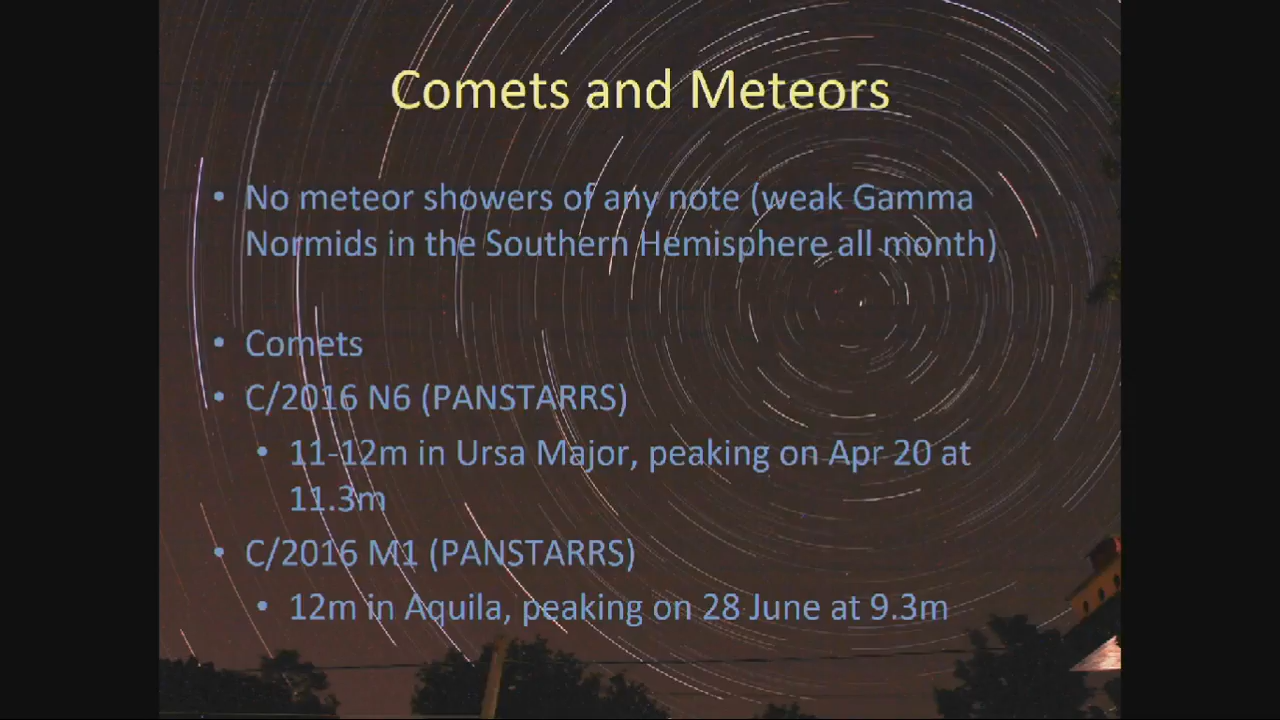 Comets and Meteors
• No meteor showers of any note (weak Gamma
Normids in the Southern Hemisphere all month)
• Comets
• C/2016 N6 (PANSTARRS)
• 11-12m in Ursa Major, peaking on Apr 20 at
11.3m
• C/2016 M1 (PANSTARRS)
• 12m in Aquila, peaking on 28 June at 9.3m